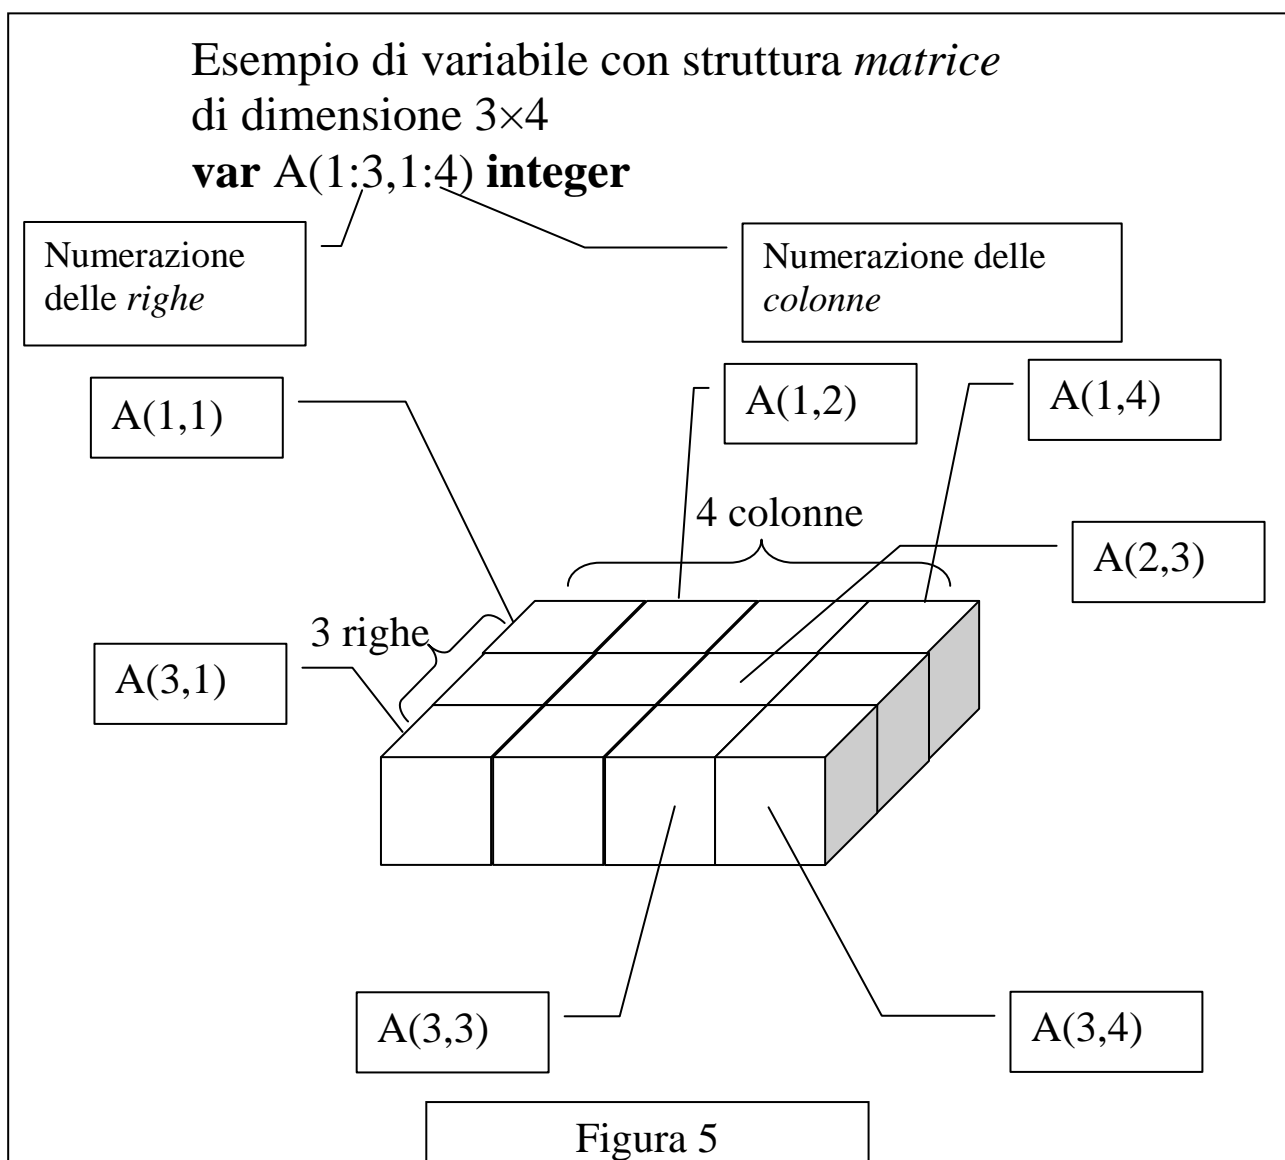 Esempio di variabile con struttura matrice
di dimensione 3×4
var A(1:3,1:4) integer
Numerazione
delle righe
Numerazione delle
colonne
A(1,1)
A(1,2)
A(1,4)
4 colonne
A(2,3)
3 righe
A(3,1)
A(3,3)
A(3,4)
Figura 5